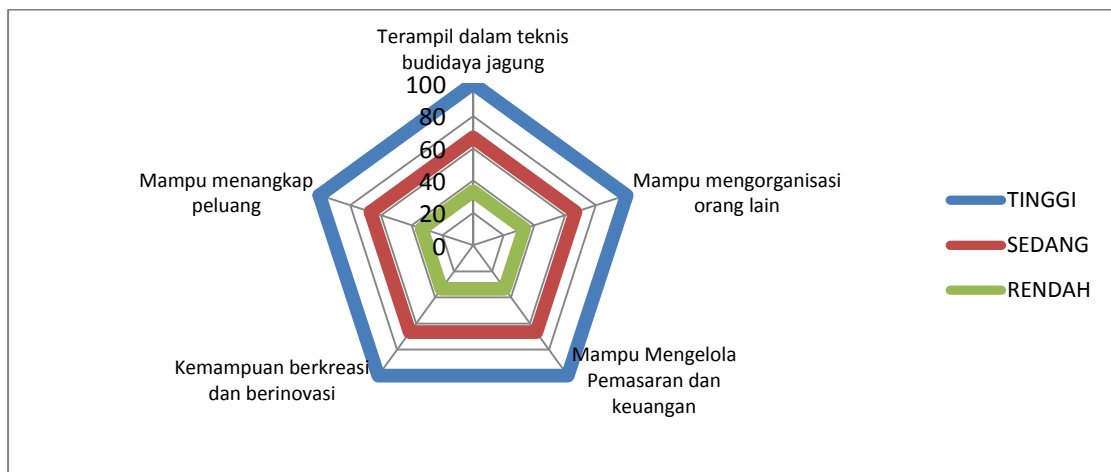 Terampil dalam teknis
budidaya jagung
100
80
60
40
20
0
Mampu menangkap
peluang
Mampu mengorganisasi
orang lain
Kemampuan berkreasi
dan berinovasi
Mampu Mengelola
Pemasaran dan
keuangan
TINGGI
SEDANG
RENDAH